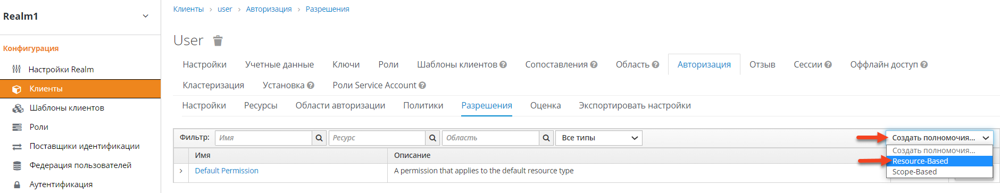 Realm1
Конфигурация
Настройки Realm
Клиенты
Шаблоны клиентов
Роли
Поставщики идентификации
Федерация пользователей
Аутентификация
Клиенты > user > Авторизация > Разрешения
User
Настройки Учетные данные Ключи Роли Шаблоны клиентов ? Сопоставления ? Область ? Авторизация Отзыв Сессии ? Оффлайн доступ ?
Кластеризация Установка ? Роли Service Account ?
Настройки Ресурсы Области авторизации Политики Разрешения Оценка Экспортировать настройки
Фильтр: Имя Ресурс Область Все типы Создать полномочия...
Создать полномочия...
Resource-Based
Scope-Based
Имя Описание
Default Permission A permission that applies to the default resource type